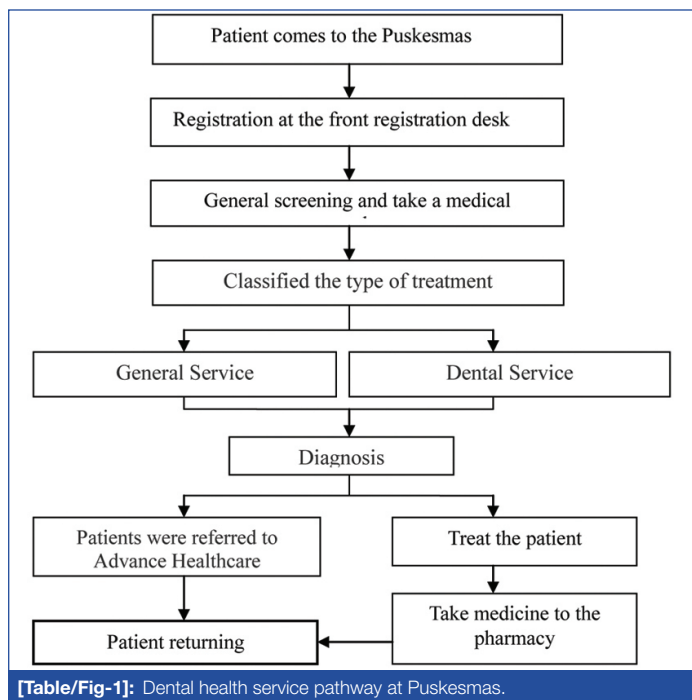 Patient comes to the Puskesmas
Registration at the front registration desk
General screening and take a medical
Classified the type of treatment
General Service
Dental Service
Diagnosis
Patients were referred to
Advance Healthcare
Treat the patient
Take medicine to the
pharmacy
Patient returning
[Table/Fig-1]: Dental health service pathway at Puskesmas.